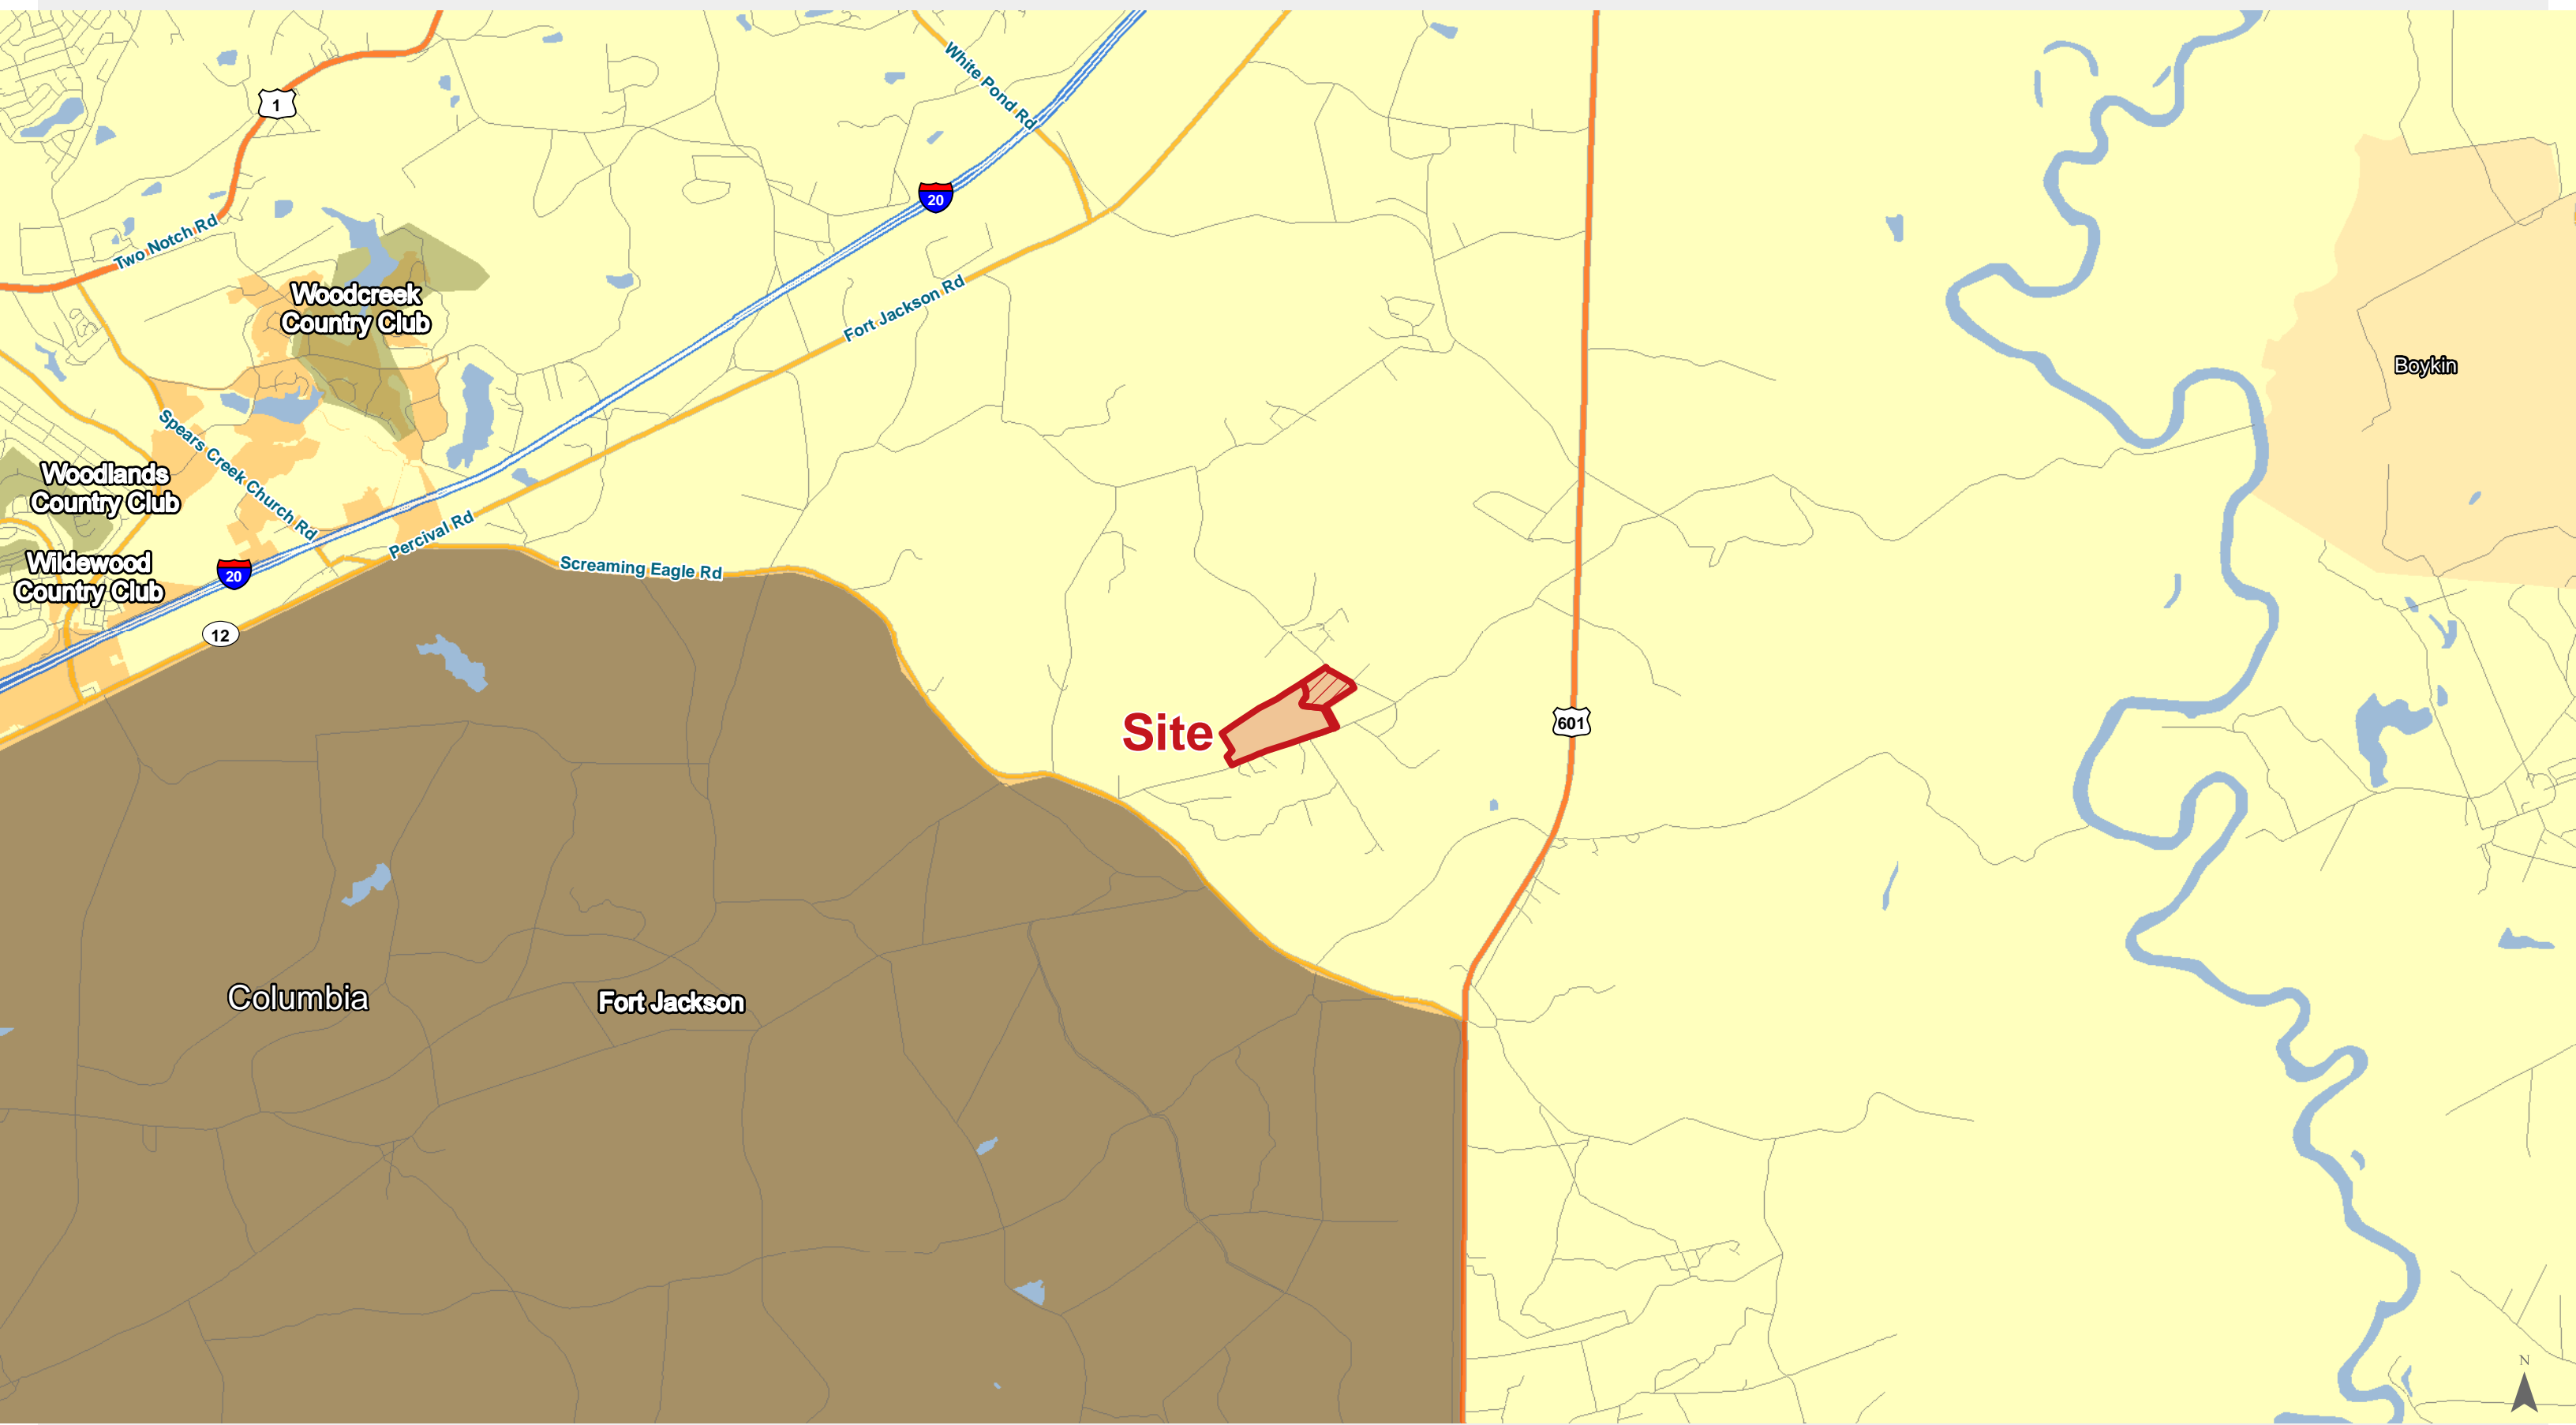 White Pond Rd
1
20
Two Notch Rd
Woodcreek
Country Club
Fort Jackson Rd
Boykin
Spears Creek Church Rd
Woodlands
Country Club
Percival Rd
Wildewood
Country Club
20
Screaming Eagle Rd
12
Site
601
Columbia
Fort Jackson
N